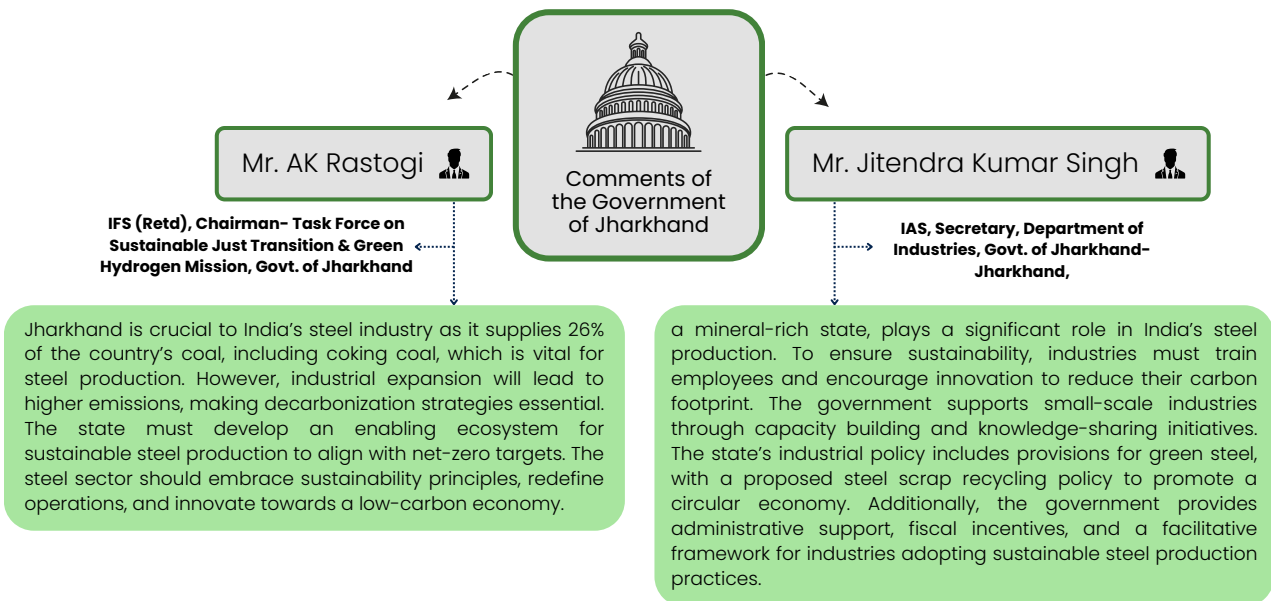 Comments of
the Government
of Jharkhand
Mr. AK Rastogi
IFS (Retd), Chairman- Task Force on
Sustainable Just Transition & Green
Hydrogen Mission, Govt. of Jharkhand
Jharkhand is crucial to India’s steel industry as it supplies 26%
of the country’s coal, including coking coal, which is vital for
steel production. However, industrial expansion will lead to
higher emissions, making decarbonization strategies essential.
The state must develop an enabling ecosystem for
sustainable steel production to align with net-zero targets. The
steel sector should embrace sustainability principles, redefine
operations, and innovate towards a low-carbon economy.
Mr. Jitendra Kumar Singh
IAS, Secretary, Department of
Industries, Govt. of Jharkhand-
Jharkhand,
a mineral-rich state, plays a significant role in India’s steel
production. To ensure sustainability, industries must train
employees and encourage innovation to reduce their carbon
footprint. The government supports small-scale industries
through capacity building and knowledge-sharing initiatives.
The state’s industrial policy includes provisions for green steel,
with a proposed steel scrap recycling policy to promote a
circular economy. Additionally, the government provides
administrative support, fiscal incentives, and a facilitative
framework for industries adopting sustainable steel production
practices.